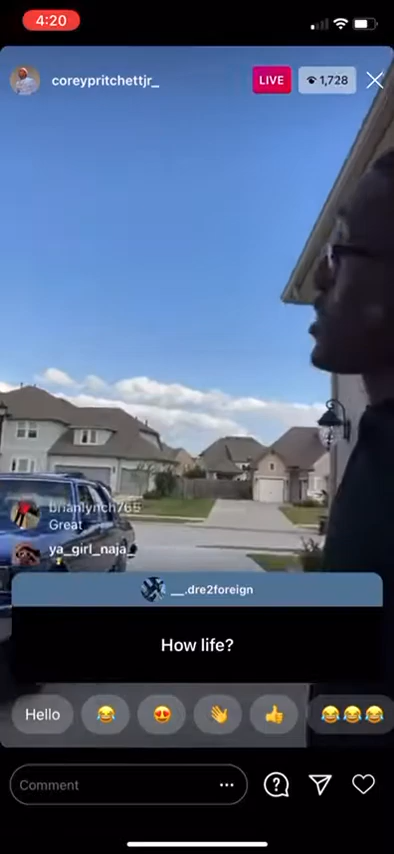 4:20
coreypritchettjr_
LIVE
1,728
brianlynch765
Great
ya_girl_naja_
__.dre2foreign
How life?
Hello
Comment